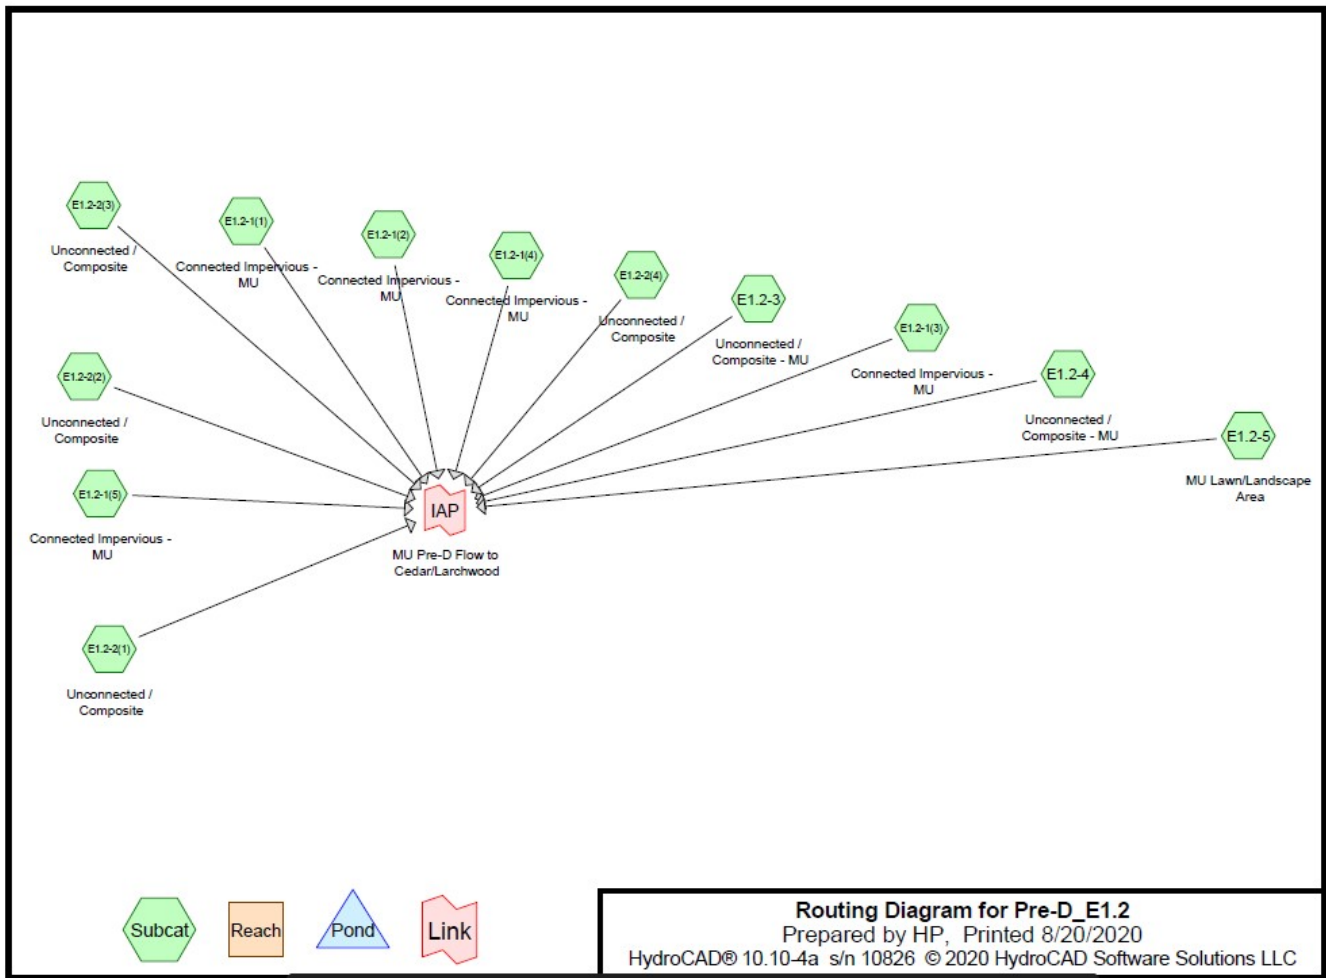 E1.2-2(3)
Unconnected /
Composite
E1.2-1(1)
Connected Impervious -
MU
E1.2-1(2)
Connected Impervious -
MU
E1.2-1(4)
Connected Impervious -
MU
E1.2-2(4)
Unconnected /
Composite
E1.2-3
Unconnected /
Composite - MU
E1.2-1(3)
Connected Impervious -
MU
E1.2-4
Unconnected /
Composite - MU
E1.2-5
MU Lawn/Landscape
Area
E1.2-2(2)
Unconnected /
Composite
E1.2-1(5)
Connected Impervious -
MU
IAP
MU Pre-D Flow to
Cedar/Larchwood
E1.2-2(1)
Unconnected /
Composite
Subcat
Reach
Pond
Link
Routing Diagram for Pre-D_E1.2
Prepared by HP, Printed 8/20/2020
HydroCAD® 10.10-4a s/n 10826 © 2020 HydroCAD Software Solutions LLC